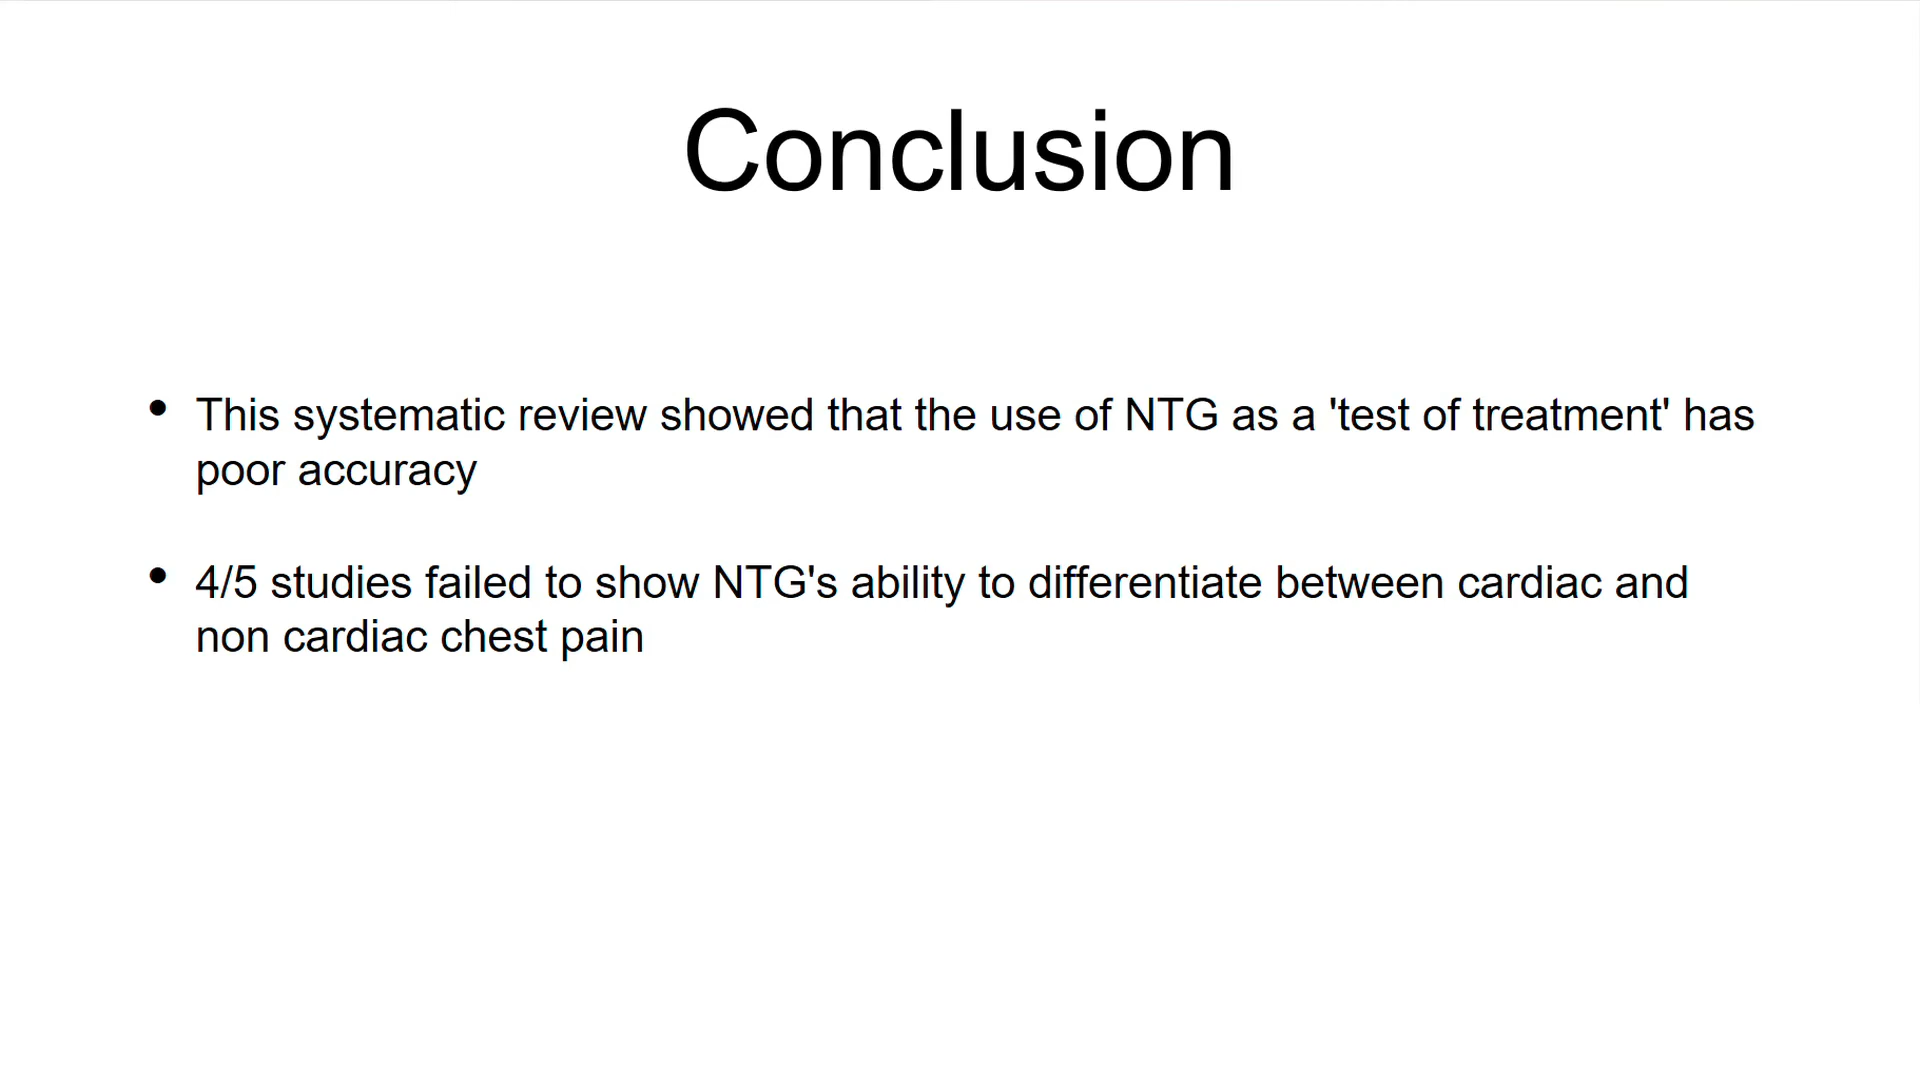 Conclusion
• This systematic review showed that the use of NTG as a 'test of treatment' has
poor accuracy
• 4/5 studies failed to show NTG's ability to differentiate between cardiac and
non cardiac chest pain